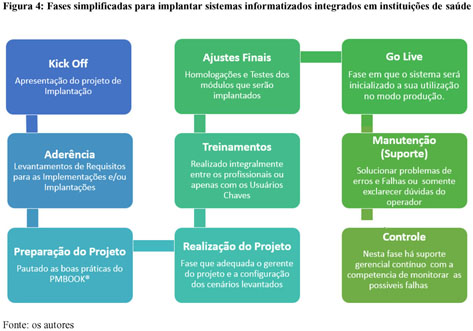 Figura 4: Fases simplificadas para implantar sistemas informatizados integrados em instituições de saúde
Kick Off
Apresentação do projeto de
Implantação
Aderência
Levantamentos de Requisitos
para as Implementações e/ou
Implantações
Preparação do Projeto
Pautado as boas práticas do
PMBOOK®
Realização do Projeto
Fase que adequada o gerente
do projeto e a configuração
dos cenários levantados
Treinamentos
Realizado integralmente
entre os profissionais ou
apenas com os Usuários
Chaves
Ajustes Finais
Homologações e Testes dos
módulos que serão
implantados
Go Live
Fase em que o sistema será
inicializado a sua utilização
no modo produção.
Manutenção
(Suporte)
Solucionar problemas de
erros e Falhas ou somente
exclarecer dúvidas do
operador
Controle
Nesta fase há suporte
gerencial contínuo com a
competencia de monitorar as
possiveis falhas
Fonte: os autores